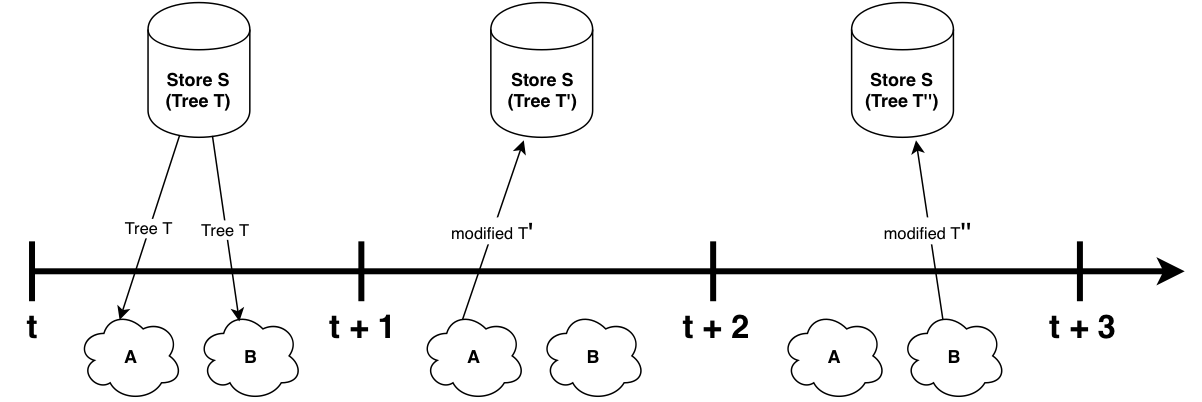 Store S
(Tree T)
Store S
(Tree T')
Store S
(Tree T'')
Tree T
Tree T
modified T'
modified T''
t
t + 1
t + 2
t + 3
A
B
A
B
A
B